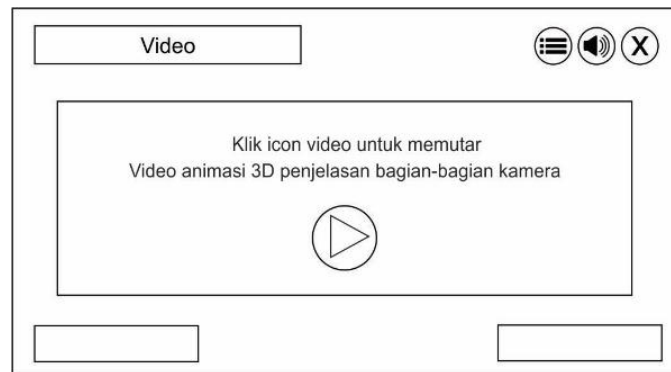 Video
X
Klik icon video untuk memutar
Video animasi 3D penjelasan bagian-bagian kamera